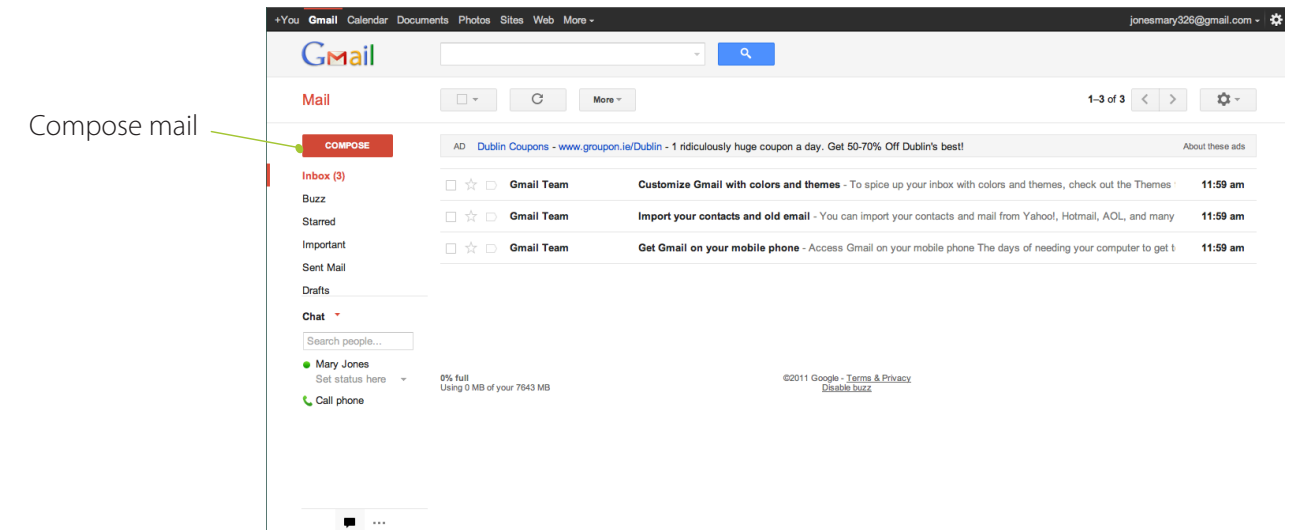 +You Gmail Calendar Documents Photos Sites Web More
jonesmary326@gmail.com
Gmail
Mail
More
1–3 of 3
Compose mail
COMPOSE
AD Dublin Coupons - www.groupon.ie/Dublin - 1 ridiculously huge coupon a day. Get 50-70% Off Dublin's best! About these ads
Inbox (3)
Buzz
Starred
Important
Sent Mail
Drafts
Gmail Team Customize Gmail with colors and themes - To spice up your inbox with colors and themes, check out the Themes 11:59 am
Gmail Team Import your contacts and old email - You can import your contacts and mail from Yahoo!, Hotmail, AOL, and many 11:59 am
Gmail Team Get Gmail on your mobile phone - Access Gmail on your mobile phone The days of needing your computer to get 11:59 am
Chat
Search people...
Mary Jones
Set status here
Call phone
0% full
Using 0 MB of your 7643 MB
©2011 Google - Terms & Privacy
Disable buzz